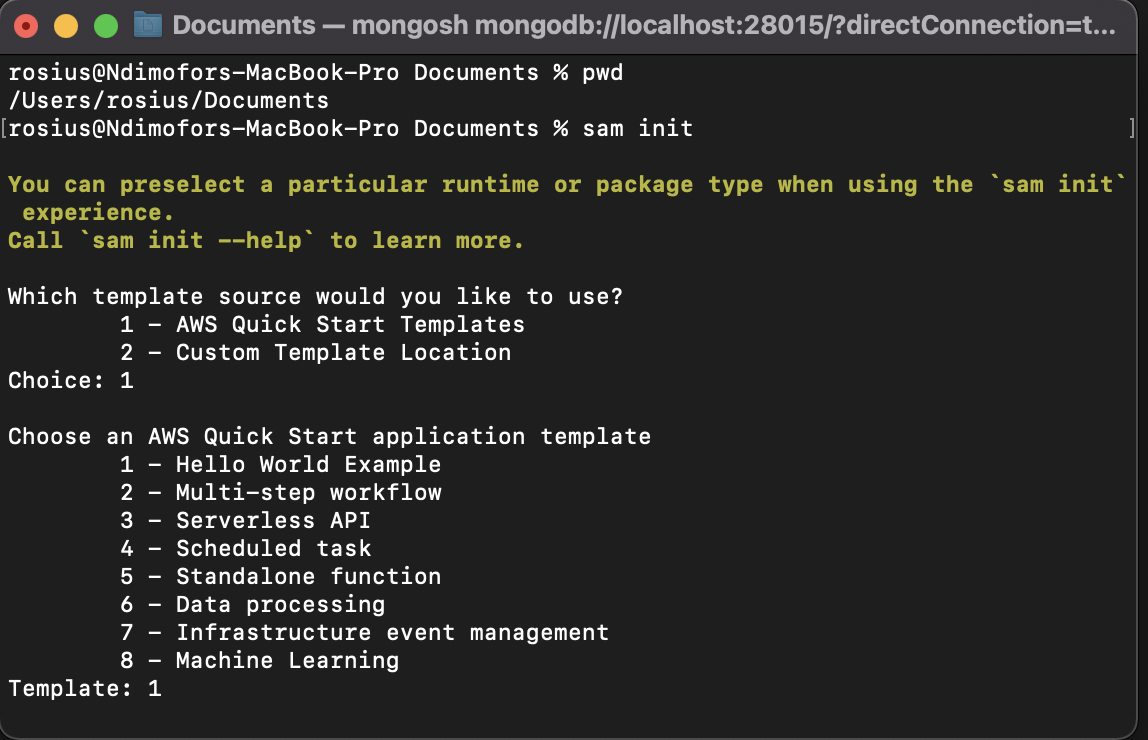 Documents — mongosh mongodb://localhost:28015/?directConnection=t...
rosius@Ndimofors-MacBook-Pro Documents % pwd
/Users/rosius/Documents
[rosius@Ndimofors-MacBook-Pro Documents % sam init ]
You can preselect a particular runtime or package type when using the `sam init`
 experience.
Call `sam init --help` to learn more.
Which template source would you like to use?
        1 - AWS Quick Start Templates
        2 - Custom Template Location
Choice: 1
Choose an AWS Quick Start application template
        1 - Hello World Example
        2 - Multi-step workflow
        3 - Serverless API
        4 - Scheduled task
        5 - Standalone function
        6 - Data processing
        7 - Infrastructure event management
        8 - Machine Learning
Template: 1